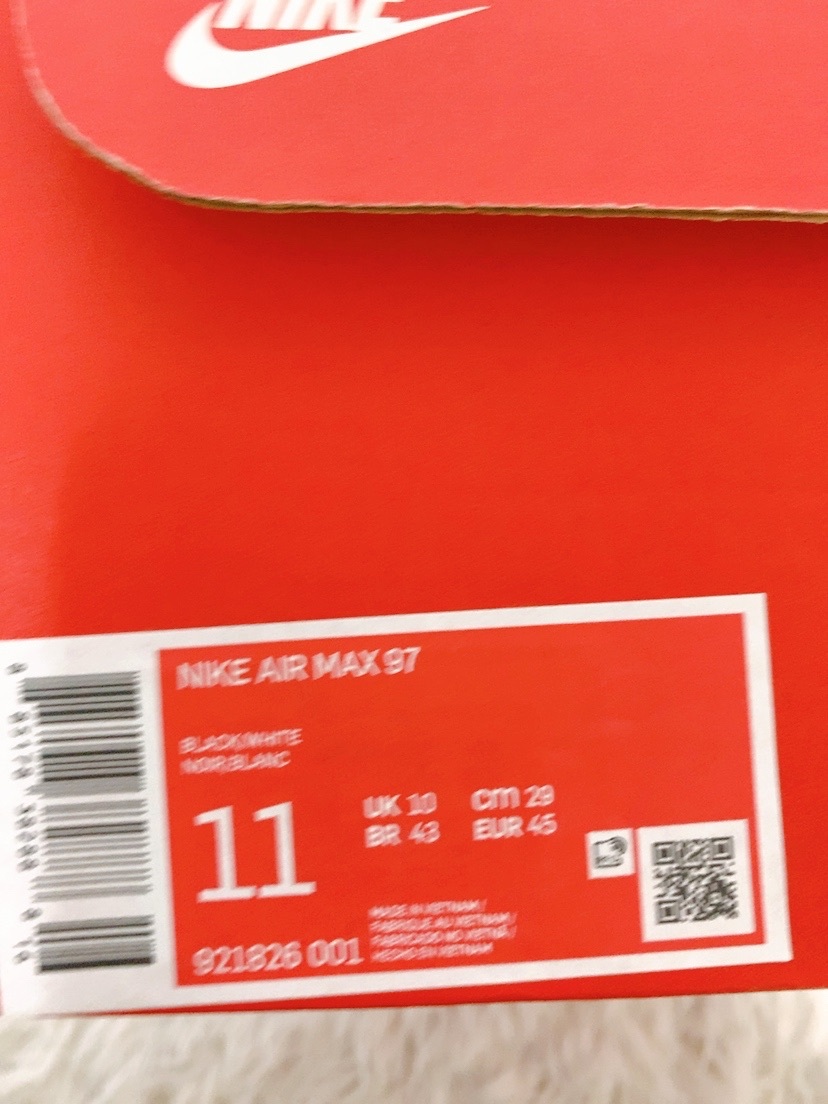 NIKE
NIKE AIR MAX 97
BLACK/WHITE
NOIR/BLANC
11
UK 10 cm 29
BR 43 EUR 45
921826 001
MADE IN VIETNAM /
FABRIQUE AU VIETNAM /
FABRICADO NO VIETNÃ /
HECHO EN VIETNAM